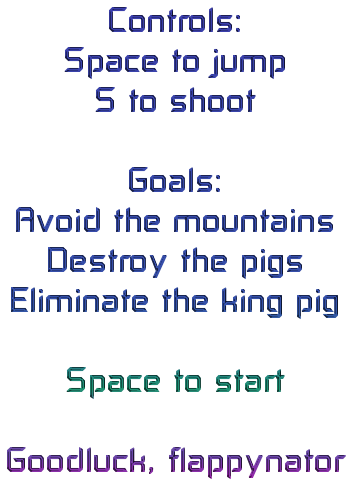 Controls:
Space to jump
S to shoot
Goals:
Avoid the mountains
Destroy the pigs
Eliminate the king pig
Space to start
Goodluck, flappynator